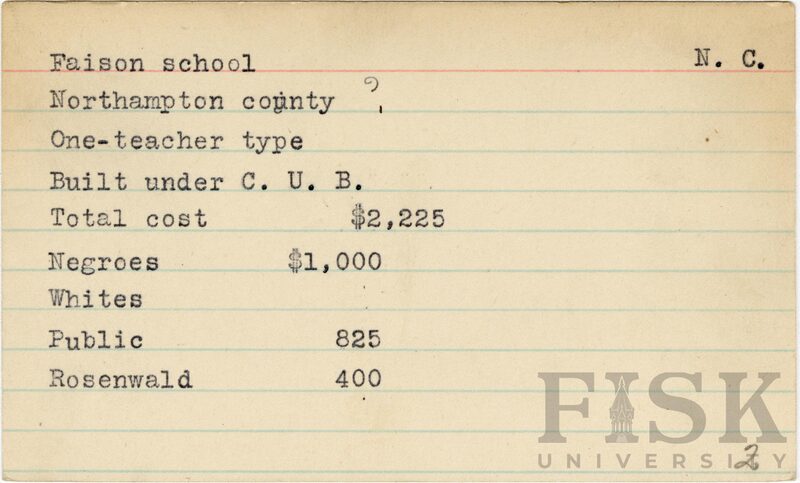 Faison school N. C.
Northampton county ?
One-teacher type
Built under C. U. B.
Total cost $2,225
Negroes $1,000
Whites
Public 825
Rosenwald 400
FISK
UNIVERSITY
2